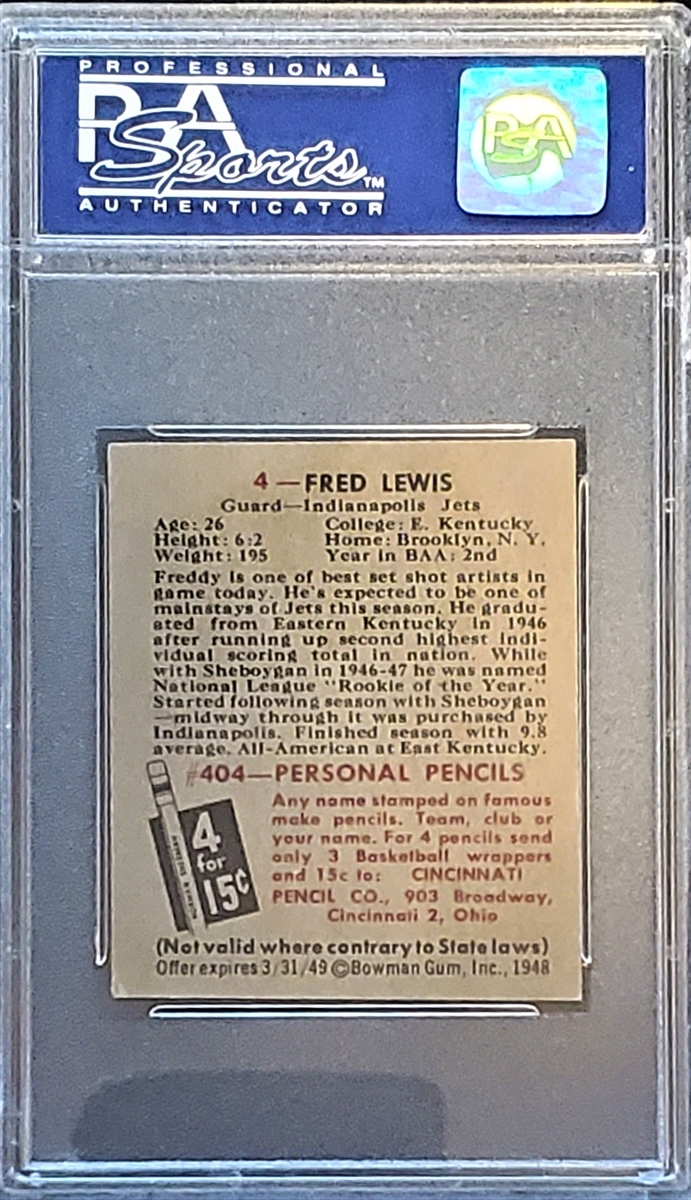 PROFESSIONAL
PSA
Sports™
AUTHENTICATOR
PSA
4—FRED LEWIS
Guard—Indianapolis Jets
Age: 26 College: E. Kentucky
Height: 6:2 Home: Brooklyn, N. Y.
Weight: 195 Year in BAA: 2nd
Freddy is one of best set shot artists in
game today. He's expected to be one of
mainstays of Jets this season. He gradu-
ated from Eastern Kentucky in 1946
after running up second highest indi-
vidual scoring total in nation. While
with Sheboygan in 1946-47 he was named
National League "Rookie of the Year."
Started following season with Sheboygan
—midway through it was purchased by
Indianapolis. Finished season with 9.8
average. All-American at East Kentucky.
#404—PERSONAL PENCILS
4
for
15¢
Any name stamped on famous
make pencils. Team, club or
your name. For 4 pencils send
only 3 Basketball wrappers
and 15c to: CINCINNATI
PENCIL CO., 903 Broadway,
Cincinnati 2, Ohio
(Not valid where contrary to State laws)
Offer expires 3/31/49 ©Bowman Gum, Inc., 1948